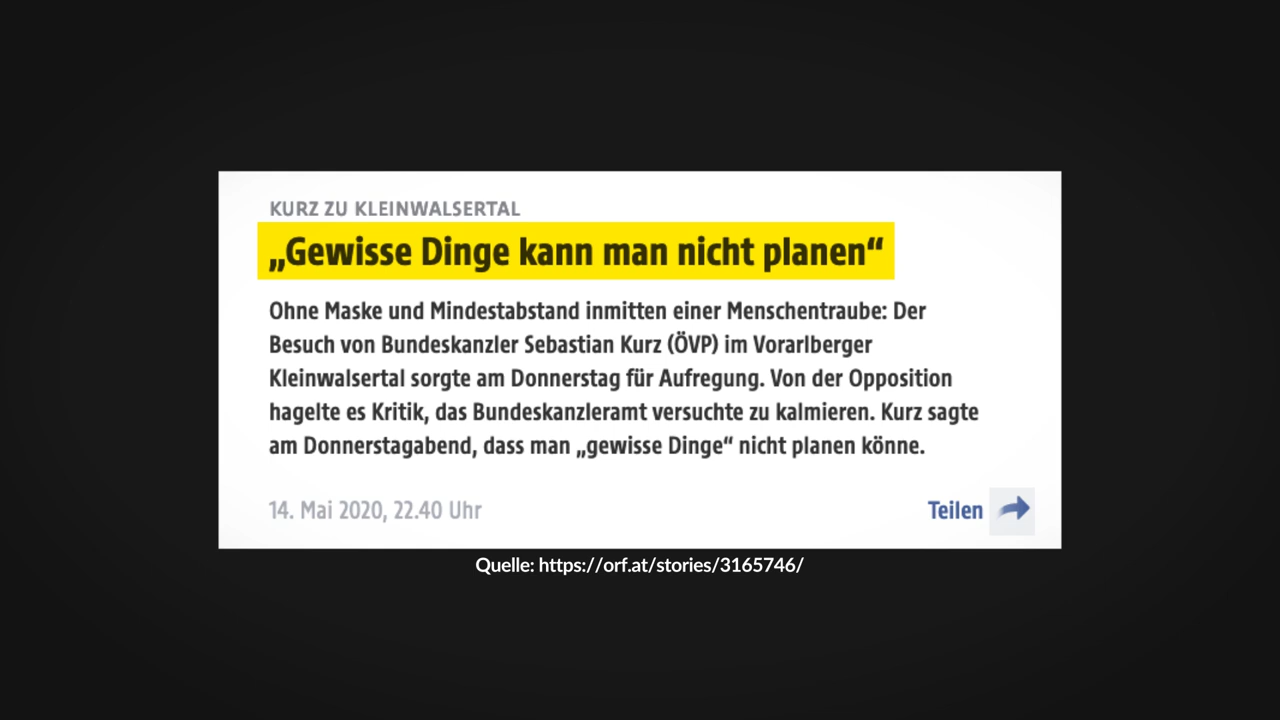 KURZ ZU KLEINWALSERTAL
„Gewisse Dinge kann man nicht planen“
Ohne Maske und Mindestabstand inmitten einer Menschentraube: Der
Besuch von Bundeskanzler Sebastian Kurz (ÖVP) im Vorarlberger
Kleinwalsertal sorgte am Donnerstag für Aufregung. Von der Opposition
hagelte es Kritik, das Bundeskanzleramt versuchte zu kalmieren. Kurz sagte
am Donnerstagabend, dass man „gewisse Dinge“ nicht planen könne.
14. Mai 2020, 22.40 Uhr
Teilen
Quelle: https://orf.at/stories/3165746/